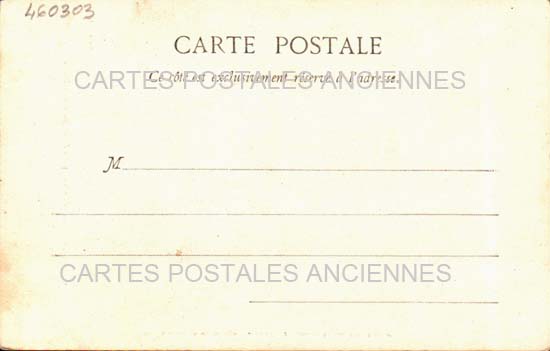 460303
CARTE POSTALE
Ce côté est exclusivement réservé à l'adresse.
CARTES POSTALES ANCIENNES
M
CARTES POSTALES ANCIENNES